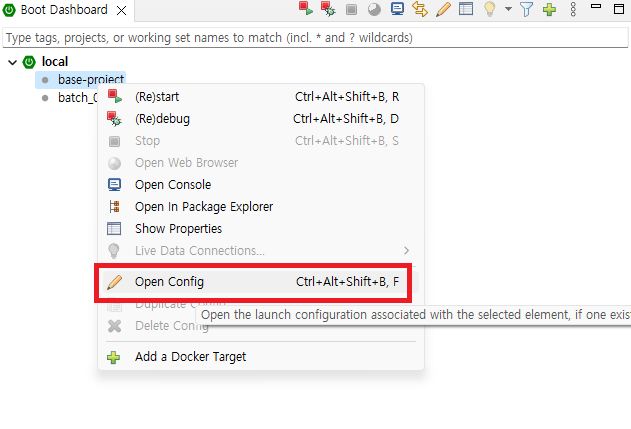 Boot Dashboard
Type tags, projects, or working set names to match (incl. * and ? wildcards)
local
base-project
batch_
(Re)start Ctrl+Alt+Shift+B, R
(Re)debug Ctrl+Alt+Shift+B, D
Stop Ctrl+Alt+Shift+B, S
Open Web Browser
Open Console
Open In Package Explorer
Show Properties
Live Data Connections...
Open Config Ctrl+Alt+Shift+B, F
Duplicate Config
Open the launch configuration associated with the selected element, if one exis
Delete Config
Add a Docker Target